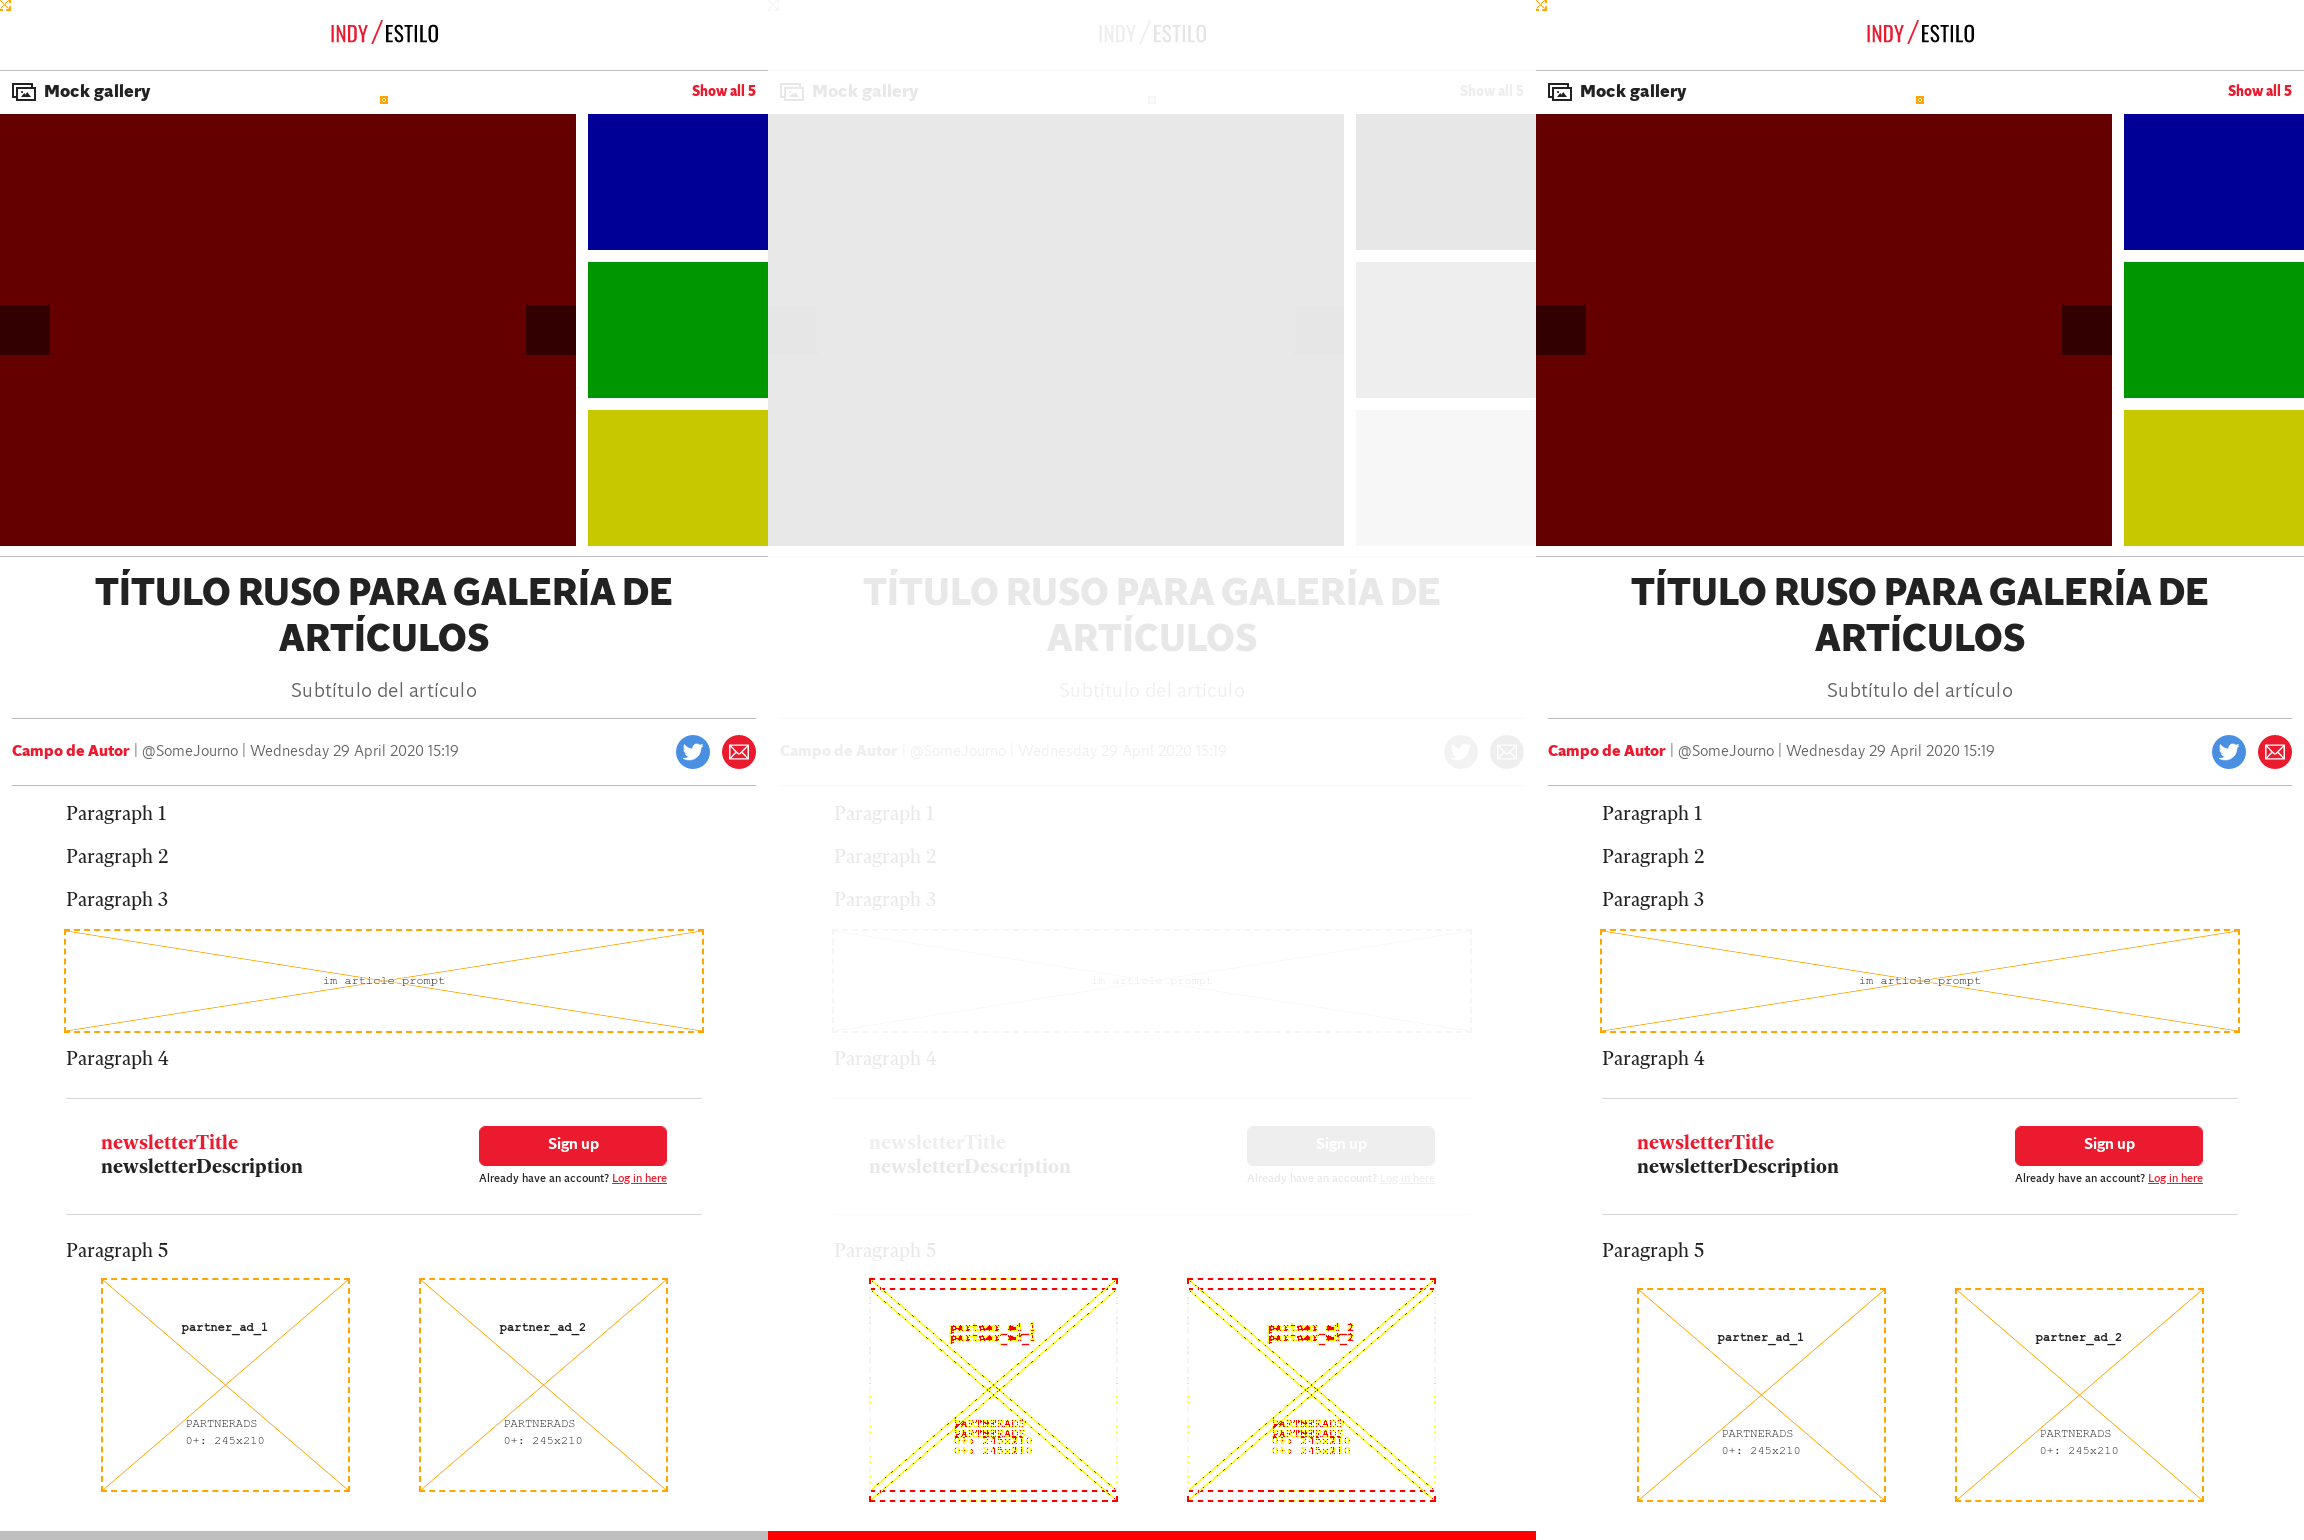 INDY/ESTILO
Mock gallery
Show all 5
TÍTULO RUSO PARA GALERÍA DE
ARTÍCULOS
Subtítulo del artículo
Campo de Autor | @SomeJourno | Wednesday 29 April 2020 15:19
Paragraph 1
Paragraph 2
Paragraph 3
im article prompt
Paragraph 4
newsletterTitle
newsletterDescription
Sign up
Already have an account? Log in here
Paragraph 5
partner_ad_1
PARTNERADS
0+: 245x210
partner_ad_2
PARTNERADS
0+: 245x210
INDY/ESTILO
Mock gallery
Show all 5
TÍTULO RUSO PARA GALERÍA DE
ARTÍCULOS
Subtítulo del artículo
Campo de Autor | @SomeJourno | Wednesday 29 April 2020 15:19
Paragraph 1
Paragraph 2
Paragraph 3
im article prompt
Paragraph 4
newsletterTitle
newsletterDescription
Sign up
Already have an account? Log in here
Paragraph 5
partner_ad_1
partner_ad_1
PARTNERADS
PARTNERADS
0+: 245x210
0+: 245x210
partner_ad_2
partner_ad_2
PARTNERADS
PARTNERADS
0+: 245x210
0+: 245x210
INDY/ESTILO
Mock gallery
Show all 5
TÍTULO RUSO PARA GALERÍA DE
ARTÍCULOS
Subtítulo del artículo
Campo de Autor | @SomeJourno | Wednesday 29 April 2020 15:19
Paragraph 1
Paragraph 2
Paragraph 3
im article prompt
Paragraph 4
newsletterTitle
newsletterDescription
Sign up
Already have an account? Log in here
Paragraph 5
partner_ad_1
PARTNERADS
0+: 245x210
partner_ad_2
PARTNERADS
0+: 245x210